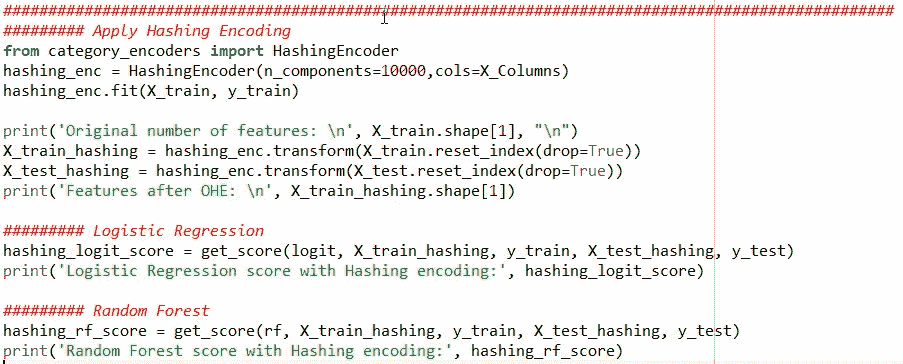 ###################################################################################################
######### Apply Hashing Encoding
from category_encoders import HashingEncoder
hashing_enc = HashingEncoder(n_components=10000,cols=X_Columns)
hashing_enc.fit(X_train, y_train)
print('Original number of features: \n', X_train.shape[1], "\n")
X_train_hashing = hashing_enc.transform(X_train.reset_index(drop=True))
X_test_hashing = hashing_enc.transform(X_test.reset_index(drop=True))
print('Features after OHE: \n', X_train_hashing.shape[1])
######### Logistic Regression
hashing_logit_score = get_score(logit, X_train_hashing, y_train, X_test_hashing, y_test)
print('Logistic Regression score with Hashing encoding:', hashing_logit_score)
######### Random Forest
hashing_rf_score = get_score(rf, X_train_hashing, y_train, X_test_hashing, y_test)
print('Random Forest score with Hashing encoding:', hashing_rf_score)